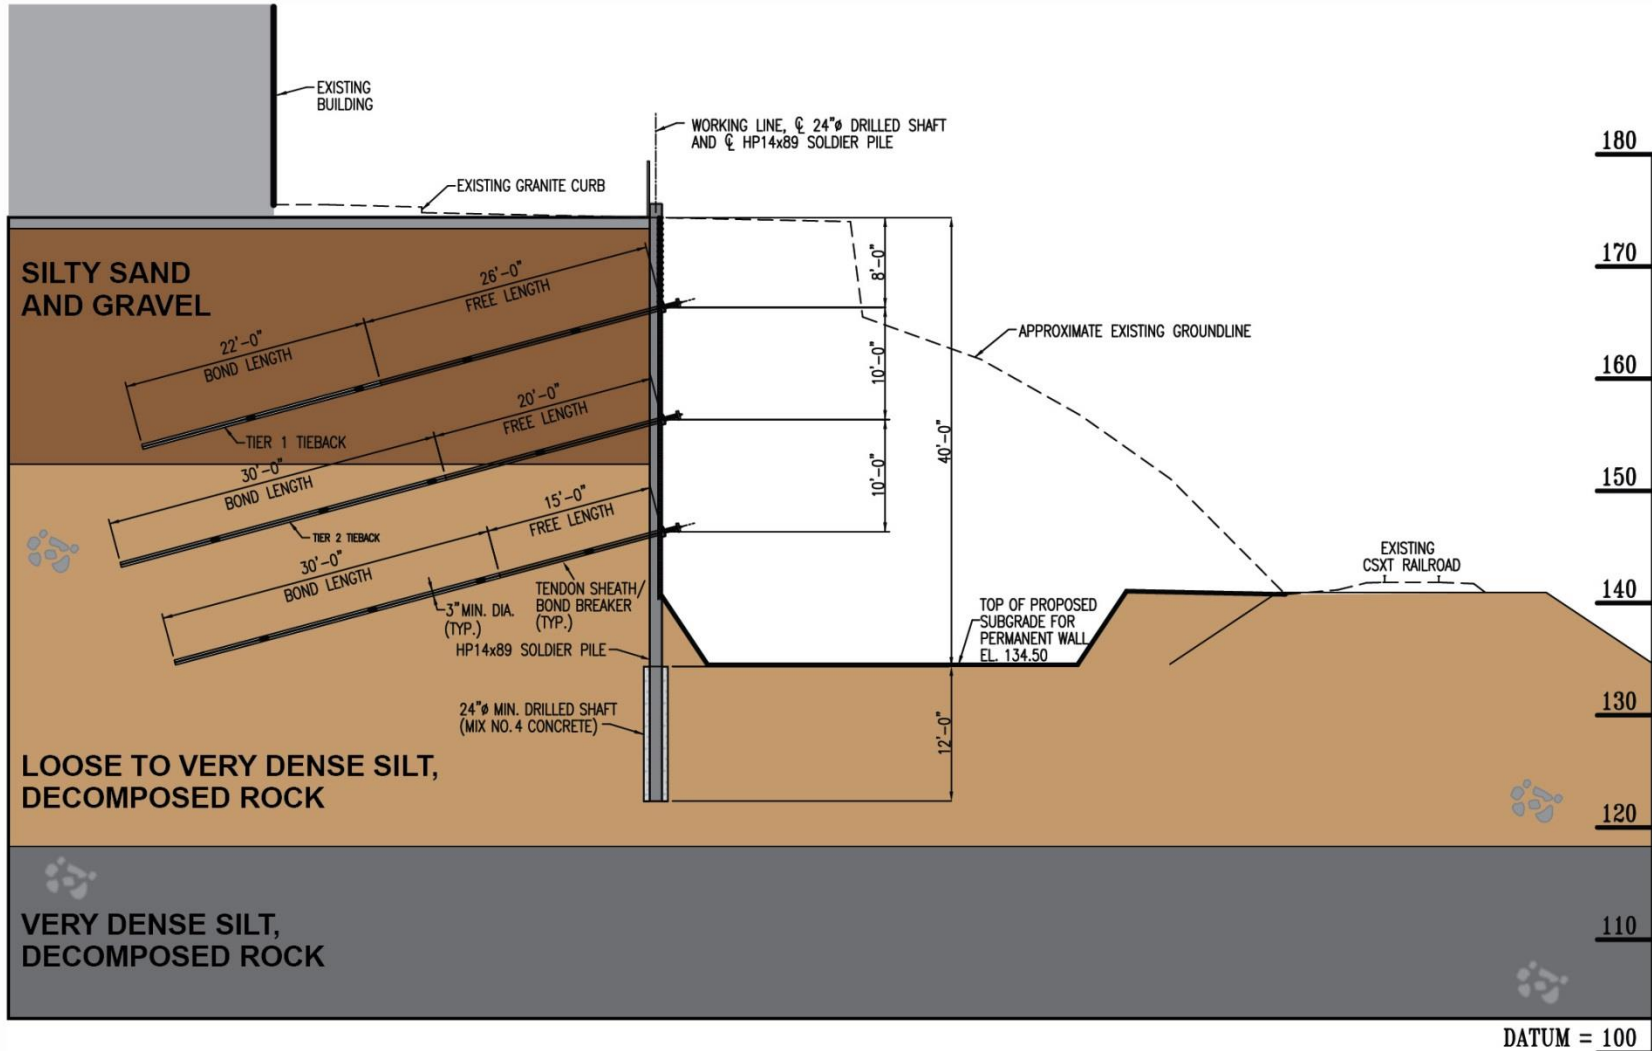 EXISTING
BUILDING
WORKING LINE, ℄ 24"ø DRILLED SHAFT
AND ℄ HP14x89 SOLDIER PILE
180
EXISTING GRANITE CURB
SILTY SAND
AND GRAVEL
26'-0"
FREE LENGTH
8'-0"
170
22'-0"
BOND LENGTH
APPROXIMATE EXISTING GROUNDLINE
10'-0"
160
20'-0"
FREE LENGTH
TIER 1 TIEBACK
40'-0"
30'-0"
BOND LENGTH
10'-0"
150
15'-0"
FREE LENGTH
TIER 2 TIEBACK
30'-0"
BOND LENGTH
EXISTING
CSXT RAILROAD
140
TENDON SHEATH/
BOND BREAKER
(TYP.)
3" MIN. DIA.
(TYP.)
HP14x89 SOLDIER PILE
TOP OF PROPOSED
SUBGRADE FOR
PERMANENT WALL
EL. 134.50
130
24"ø MIN. DRILLED SHAFT
(MIX NO. 4 CONCRETE)
12'-0"
LOOSE TO VERY DENSE SILT,
DECOMPOSED ROCK
120
VERY DENSE SILT,
DECOMPOSED ROCK
110
DATUM = 100